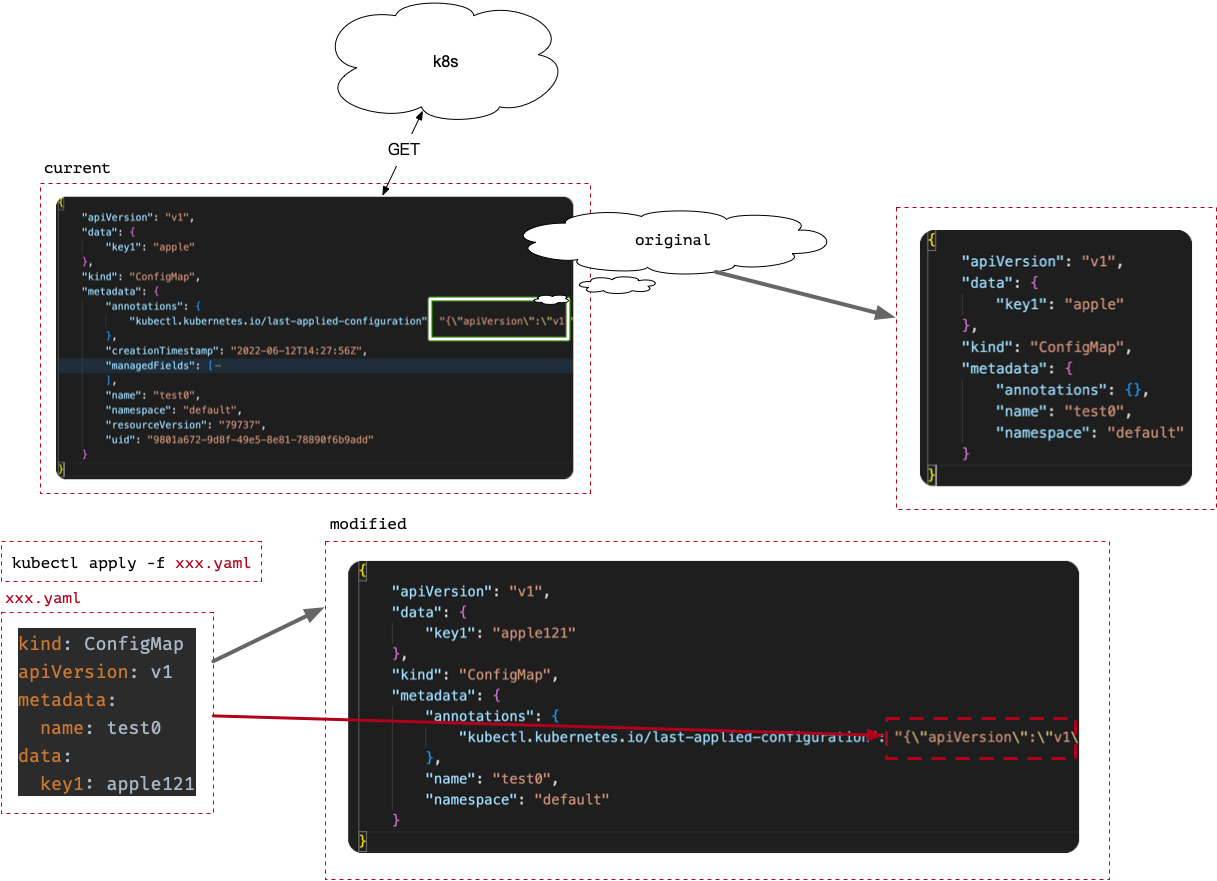 k8s
GET
current
{
"apiVersion": "v1",
"data": {
"key1": "apple"
},
"kind": "ConfigMap",
"metadata": {
"annotations": {
"kubectl.kubernetes.io/last-applied-configuration" "{\"apiVersion\":\"v1
},
"creationTimestamp": "2022-06-12T14:27:56Z",
"managedFields": [
],
"name": "test0",
"namespace": "default",
"resourceVersion": "79737",
"uid": "9801a672-9d8f-49e5-8e81-78890f6b9add"
}
}
original
{
"apiVersion": "v1",
"data": {
"key1": "apple"
},
"kind": "ConfigMap",
"metadata": {
"annotations": {},
"name": "test0",
"namespace": "default"
}
}
kubectl apply -f xxx.yaml
xxx.yaml
kind: ConfigMap
apiVersion: v1
metadata:
name: test0
data:
key1: apple121
modified
{
"apiVersion": "v1",
"data": {
"key1": "apple121"
},
"kind": "ConfigMap",
"metadata": {
"annotations": {
"kubectl.kubernetes.io/last-applied-configuration": "{\"apiVersion\":\"v1\
},
"name": "test0",
"namespace": "default"
}
}